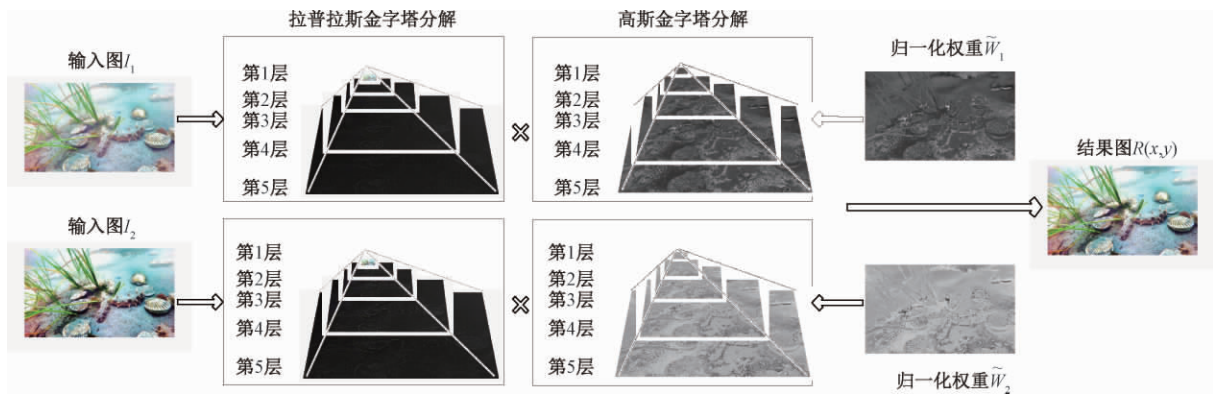 拉普拉斯金字塔分解
高斯金字塔分解
输入图I₁
第1层
第2层
第3层
第4层
第5层
第1层
第2层
第3层
第4层
第5层
归一化权重W̃₁
结果图R(x,y)
输入图I₂
第1层
第2层
第3层
第4层
第5层
第1层
第2层
第3层
第4层
第5层
归一化权重W̃₂